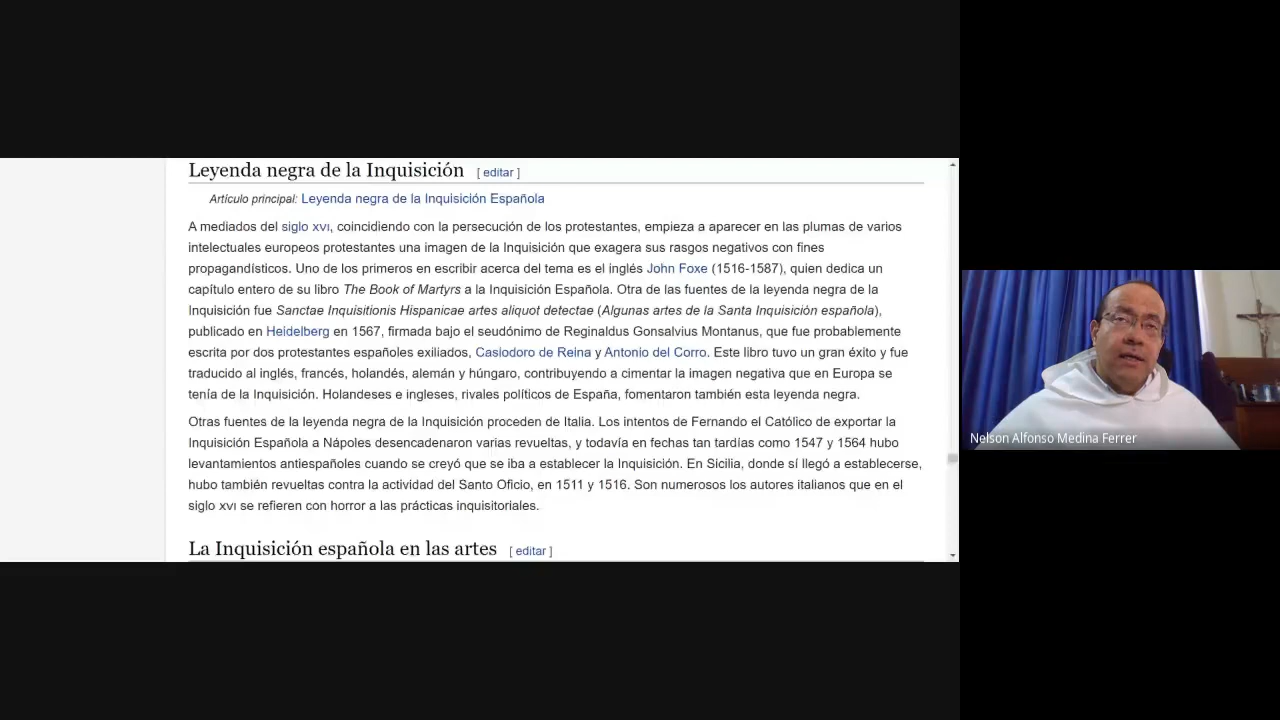 Leyenda negra de la Inquisición [ editar ]
Artículo principal: Leyenda negra de la Inquisición Española
A mediados del siglo XVI, coincidiendo con la persecución de los protestantes, empieza a aparecer en las plumas de varios
intelectuales europeos protestantes una imagen de la Inquisición que exagera sus rasgos negativos con fines
propagandísticos. Uno de los primeros en escribir acerca del tema es el inglés John Foxe (1516-1587), quien dedica un
capítulo entero de su libro The Book of Martyrs a la Inquisición Española. Otra de las fuentes de la leyenda negra de la
Inquisición fue Sanctae Inquisitionis Hispanicae artes aliquot detectae (Algunas artes de la Santa Inquisición española),
publicado en Heidelberg en 1567, firmada bajo el seudónimo de Reginaldus Gonsalvius Montanus, que fue probablemente
escrita por dos protestantes españoles exiliados, Casiodoro de Reina y Antonio del Corro. Este libro tuvo un gran éxito y fue
traducido al inglés, francés, holandés, alemán y húngaro, contribuyendo a cimentar la imagen negativa que en Europa se
tenía de la Inquisición. Holandeses e ingleses, rivales políticos de España, fomentaron también esta leyenda negra.
Otras fuentes de la leyenda negra de la Inquisición proceden de Italia. Los intentos de Fernando el Católico de exportar la
Inquisición Española a Nápoles desencadenaron varias revueltas, y todavía en fechas tan tardías como 1547 y 1564 hubo
levantamientos antiespañoles cuando se creyó que se iba a establecer la Inquisición. En Sicilia, donde sí llegó a establecerse,
hubo también revueltas contra la actividad del Santo Oficio, en 1511 y 1516. Son numerosos los autores italianos que en el
siglo XVI se refieren con horror a las prácticas inquisitoriales.
La Inquisición española en las artes [ editar ]
Nelson Alfonso Medina Ferrer